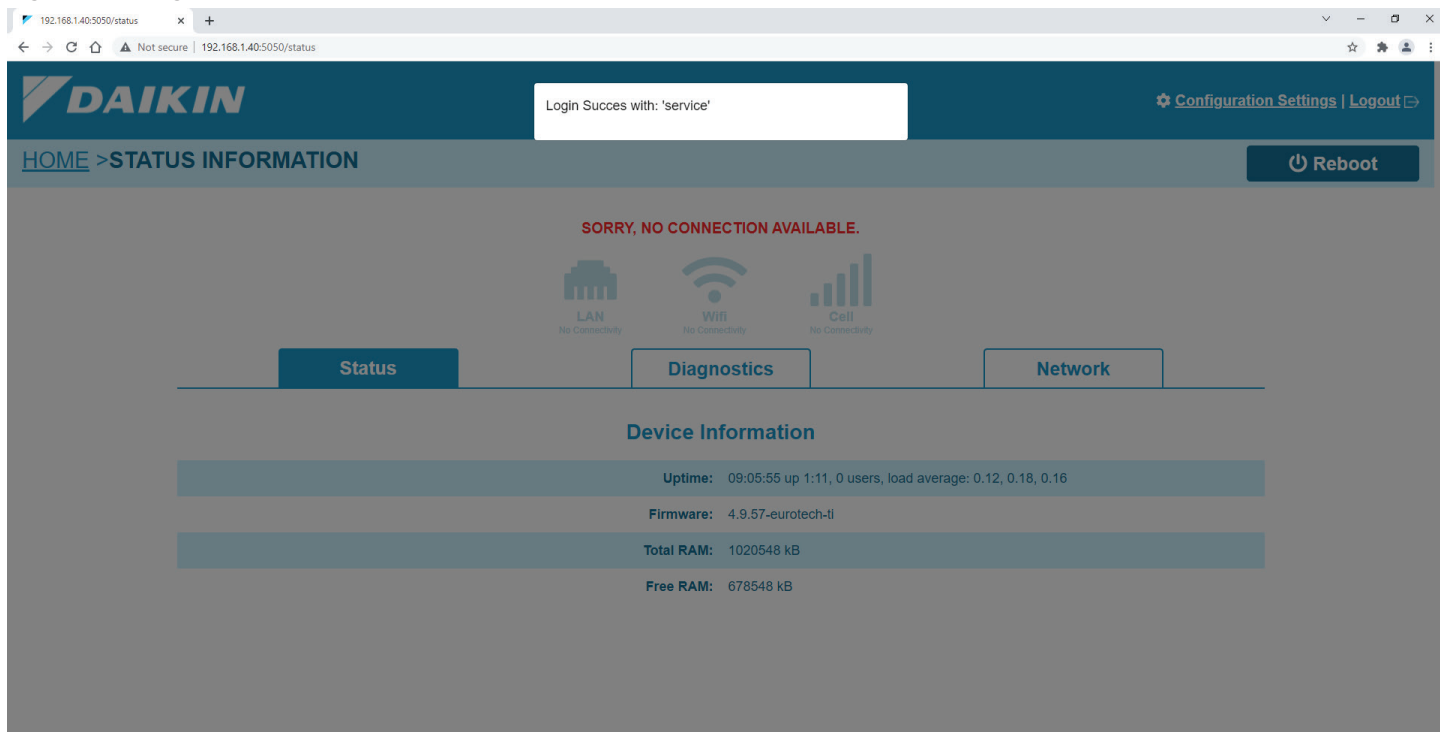 192.168.1.40:5050/status
Not secure | 192.168.1.40:5050/status
DAIKIN
Login Succes with: 'service'
Configuration Settings | Logout
HOME >STATUS INFORMATION
Reboot
SORRY, NO CONNECTION AVAILABLE.
LAN Wifi Cell
No Connectivity No Connectivity No Connectivity
Status Diagnostics Network
Device Information
Uptime: 09:05:55 up 1:11, 0 users, load average: 0.12, 0.18, 0.16
Firmware: 4.9.57-eurotech-ti
Total RAM: 1020548 kB
Free RAM: 678548 kB